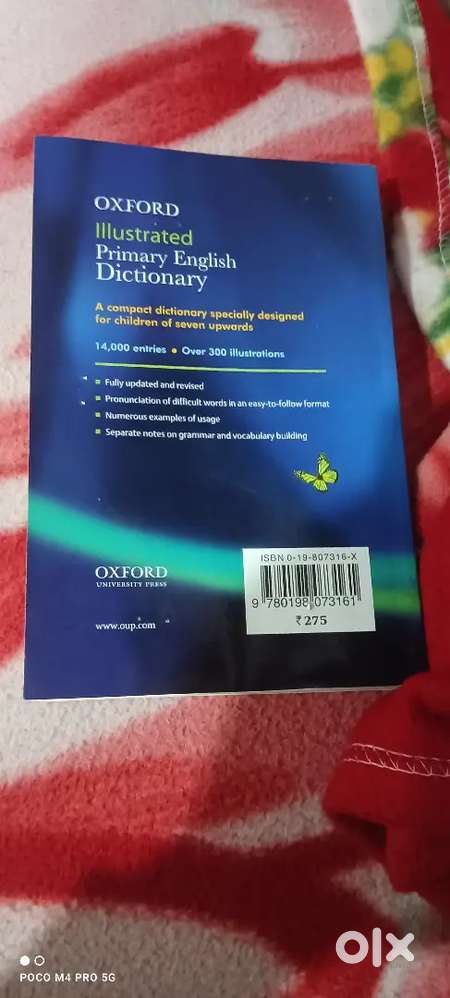 OXFORD
Illustrated
Primary English
Dictionary
A compact dictionary specially designed
for children of seven upwards
14,000 entries • Over 300 illustrations
Fully updated and revised
Pronunciation of difficult words in an easy-to-follow format
Numerous examples of usage
Separate notes on grammar and vocabulary building
ISBN 0-19-807316-X
9 780198 073161
₹ 275
OXFORD
UNIVERSITY PRESS
www.oup.com
POCO M4 PRO 5G
olx